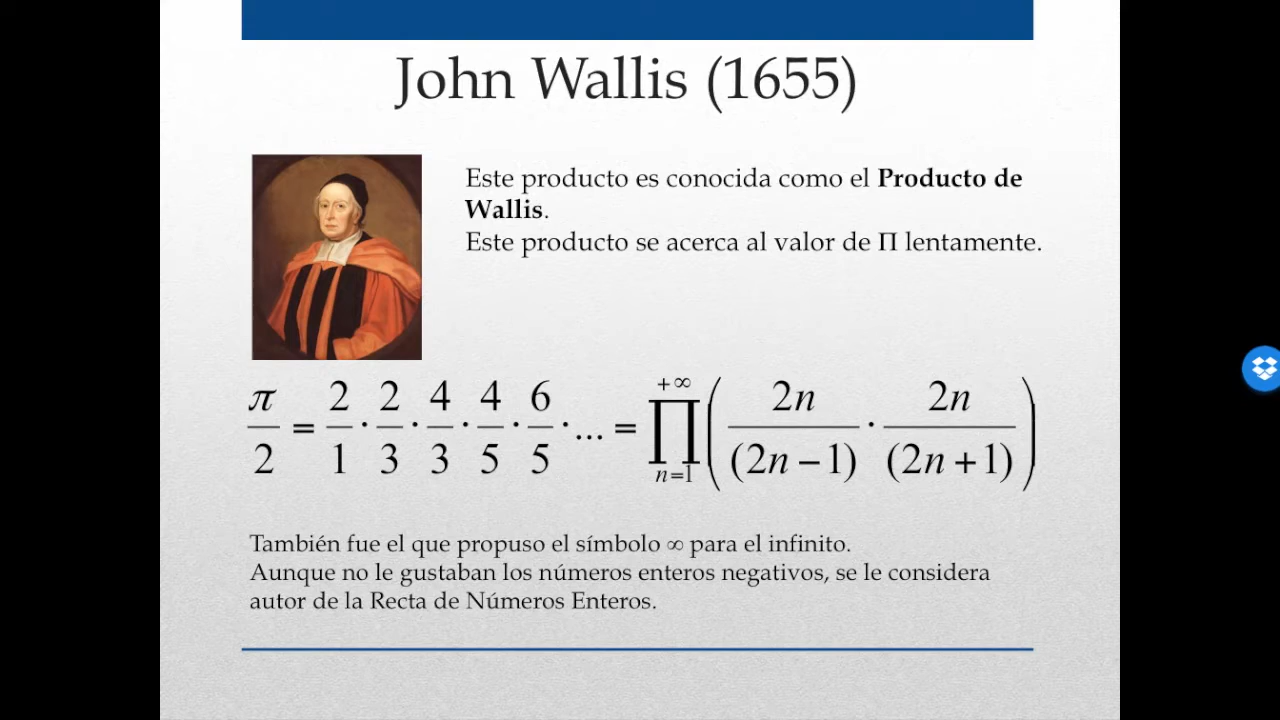 John Wallis (1655)
Este producto es conocida como el Producto de
Wallis.
Este producto se acerca al valor de Π lentamente.
π/2 = 2/1 · 2/3 · 4/3 · 4/5 · 6/5 · ... = ∏_{n=1}^{+∞} ( 2n/(2n−1) · 2n/(2n+1) )
También fue el que propuso el símbolo ∞ para el infinito.
Aunque no le gustaban los números enteros negativos, se le considera
autor de la Recta de Números Enteros.